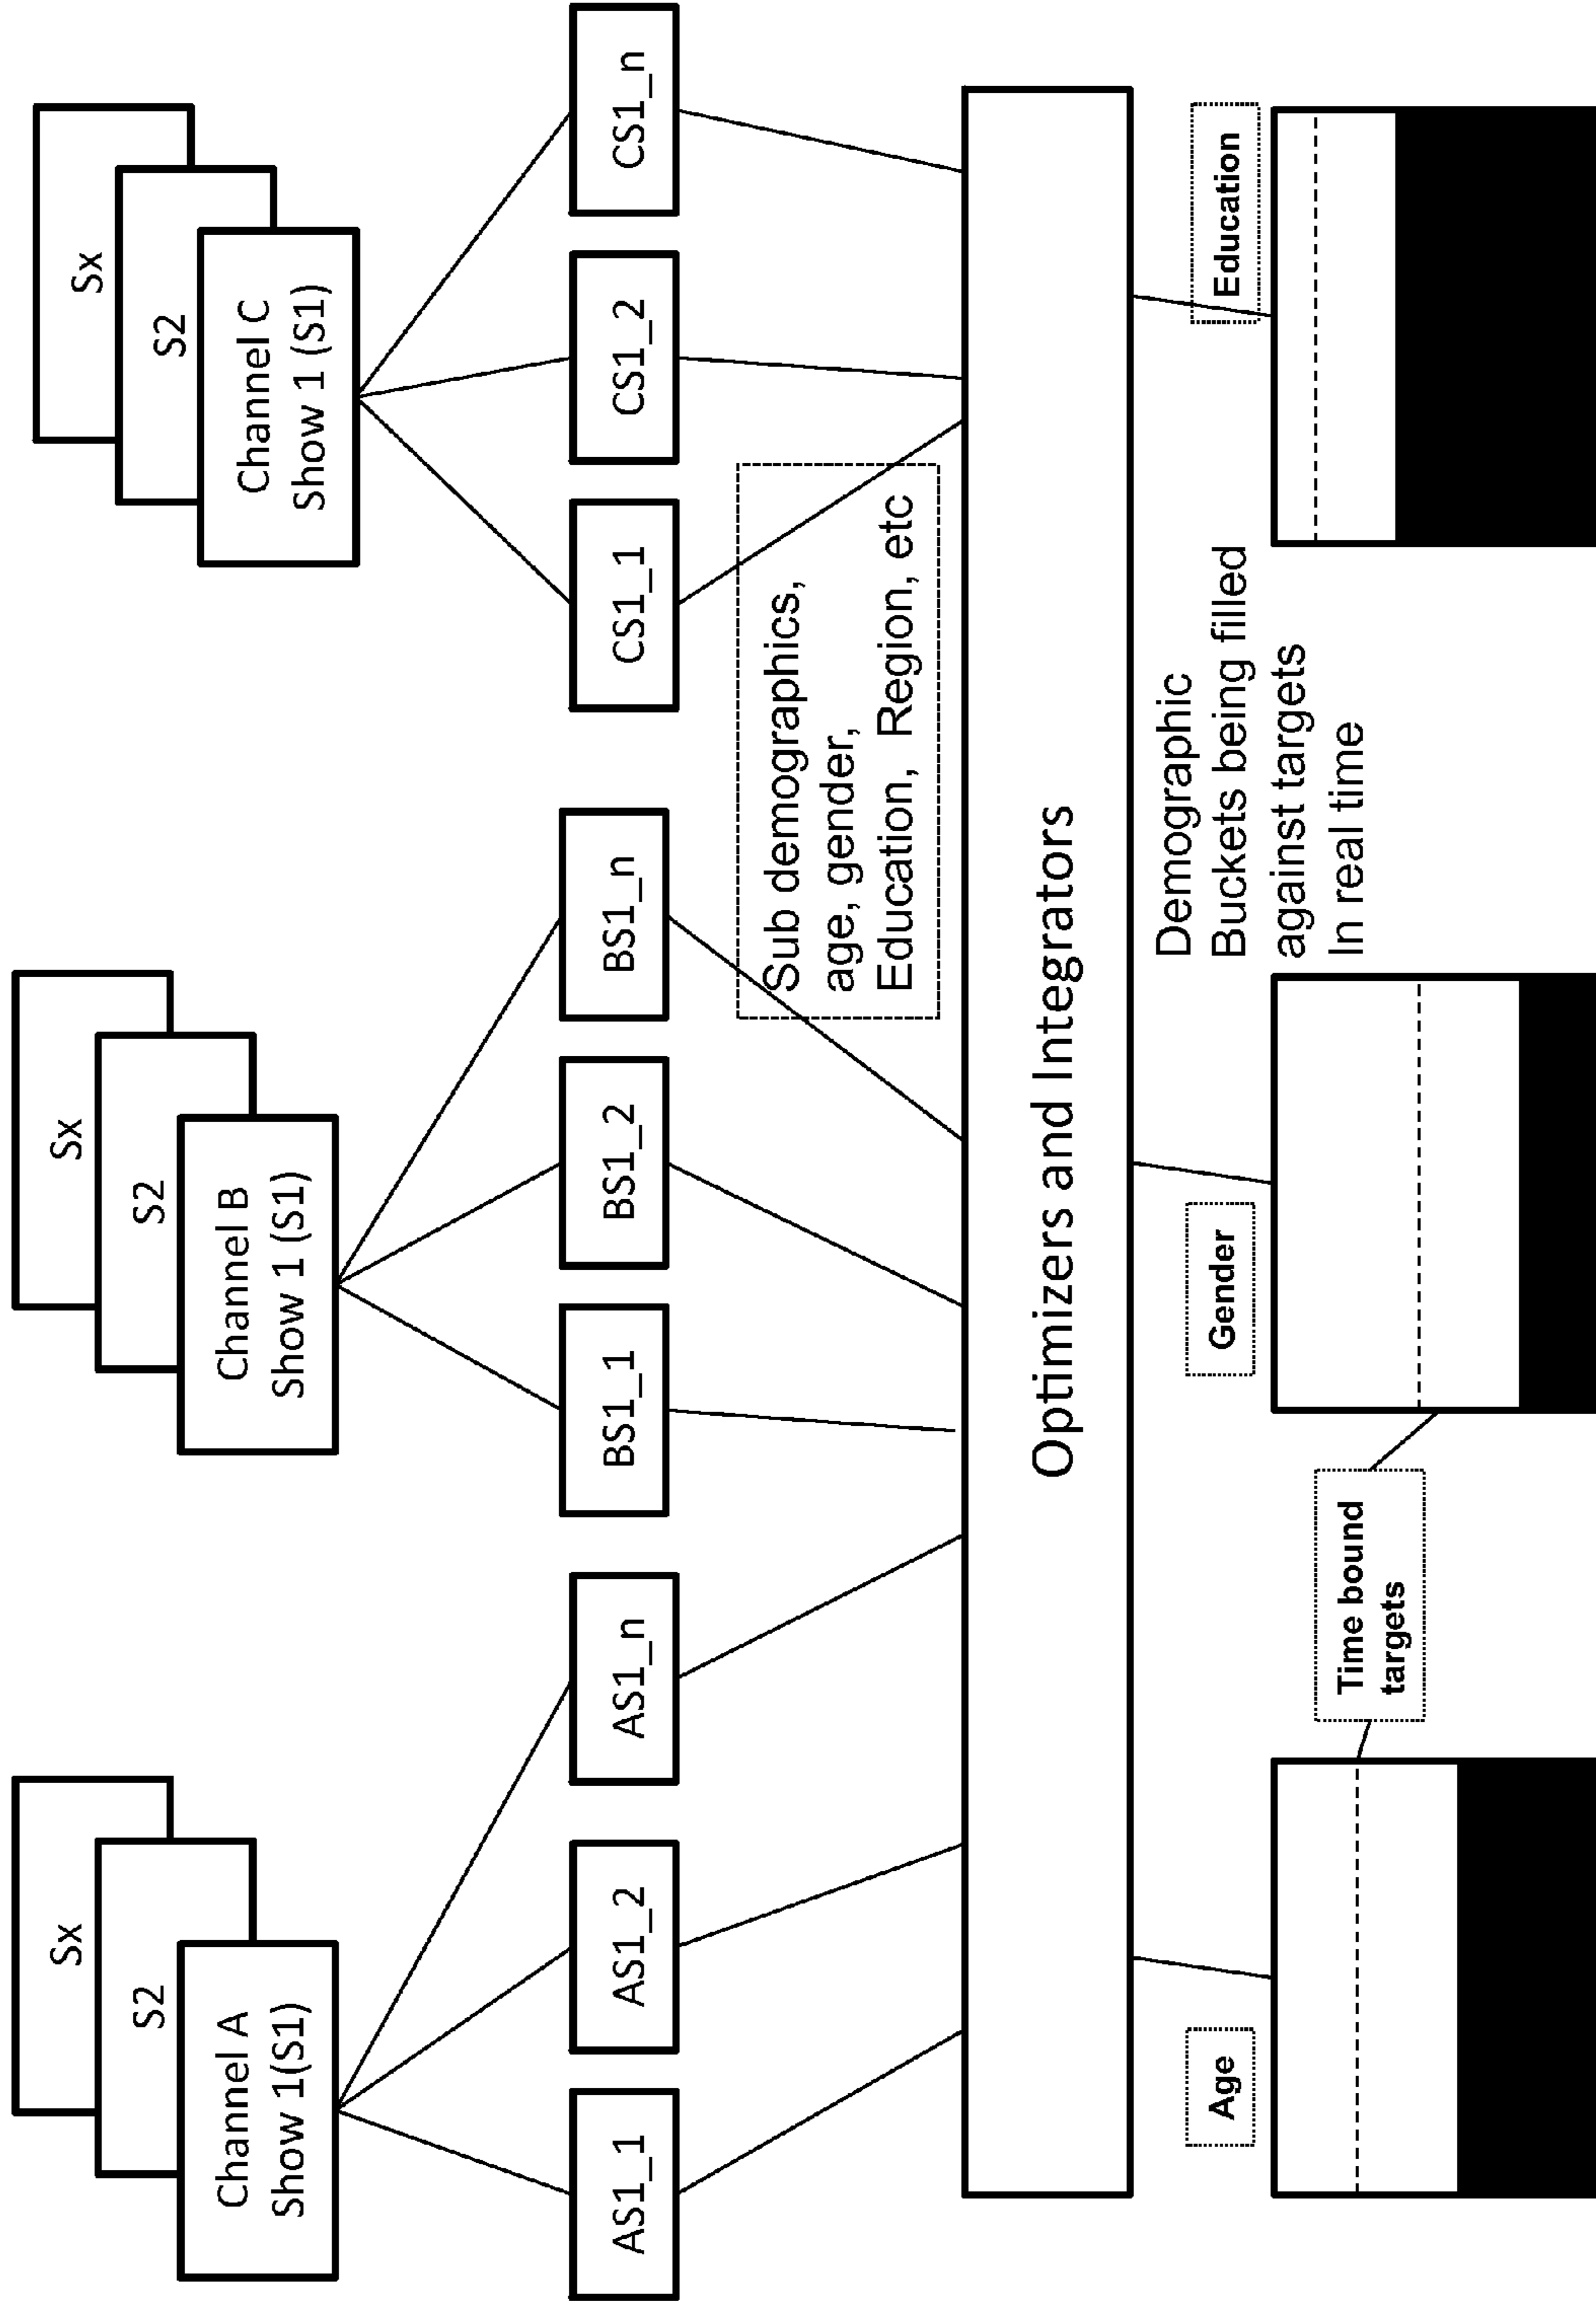 Sx
S2
Channel A
Show 1(S1)
Sx
S2
Channel B
Show 1 (S1)
Sx
S2
Channel C
Show 1 (S1)
AS1_1
AS1_2
AS1_n
BS1_1
BS1_2
BS1_n
CS1_1
CS1_2
CS1_n
Sub demographics,
age, gender,
Education, Region, etc
Optimizers and Integrators
Age
Gender
Demographic
Buckets being filled
against targets
In real time
Education
Time bound
targets